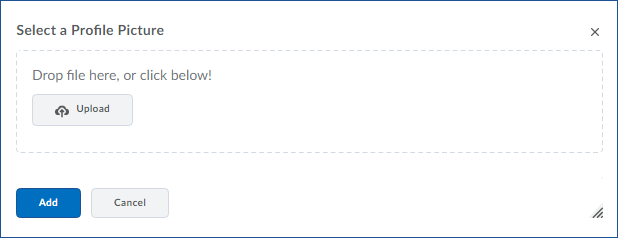 Select a Profile Picture
Drop file here, or click below!
Upload
Add
Cancel